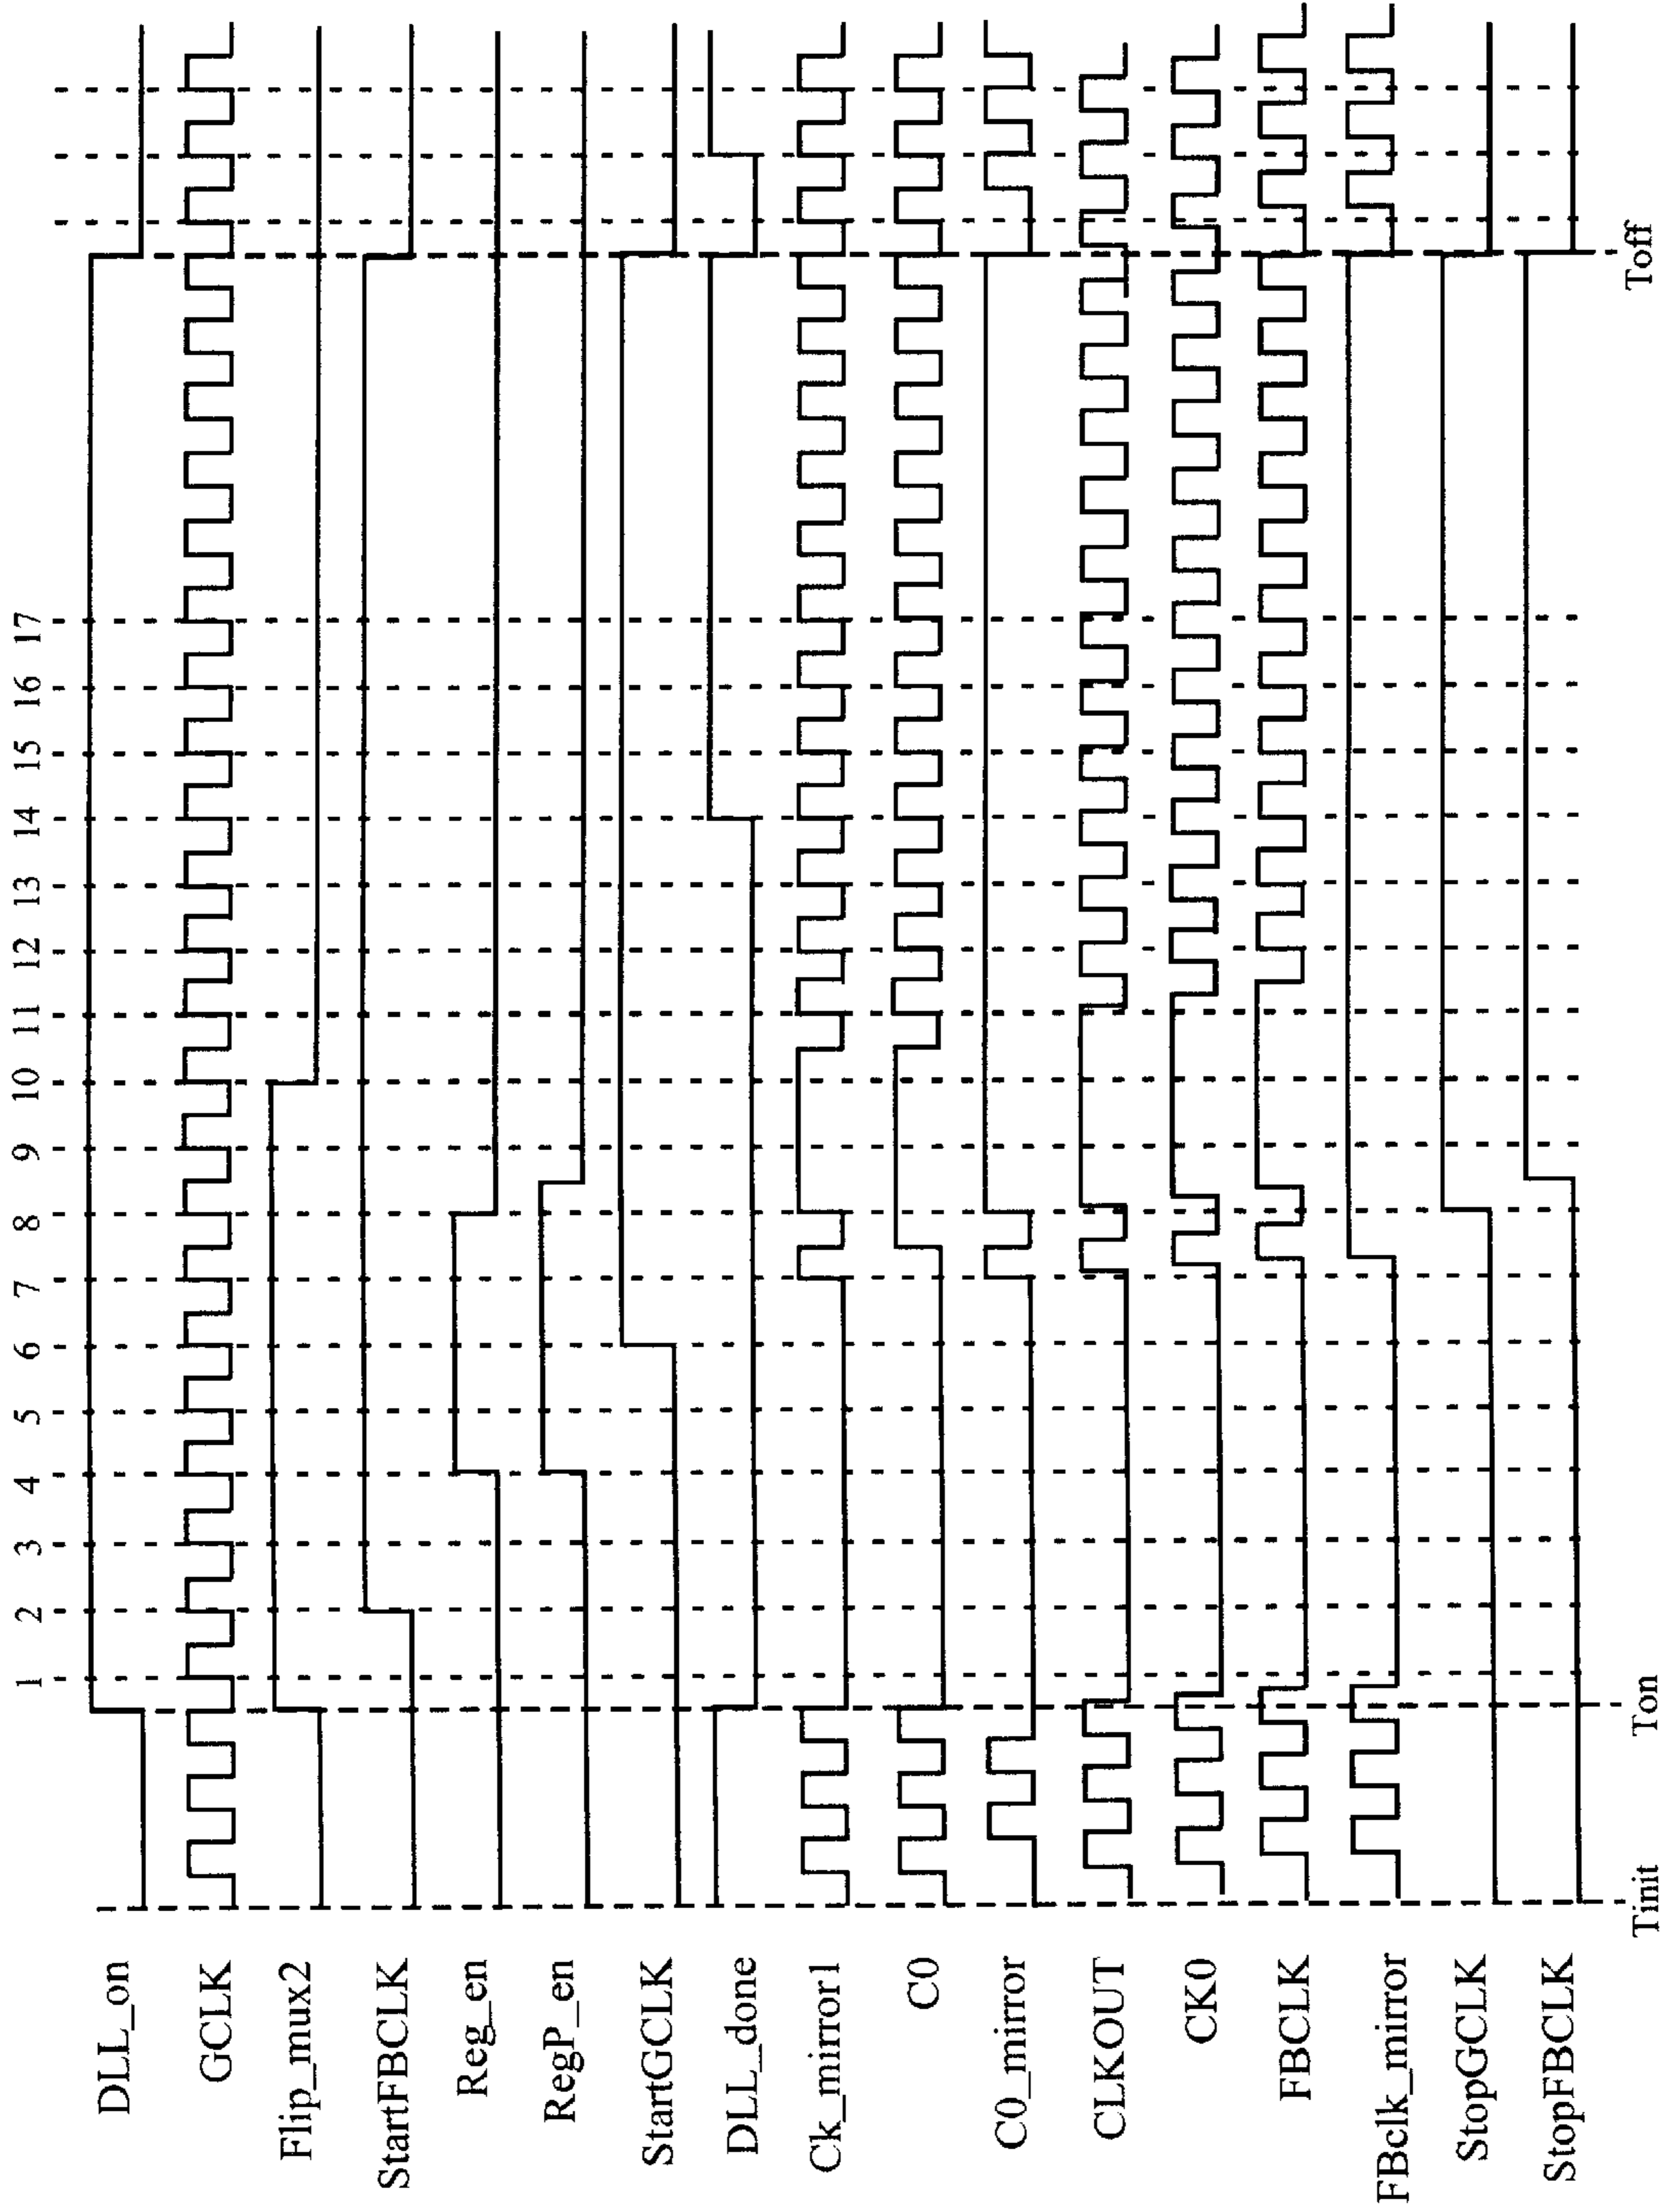 1 2 3 4 5 6 7 8 9 10 11 12 13 14 15 16 17
DLL_on
GCLK
Flip_mux2
StartFBCLK
Reg_en
RegP_en
StartGCLK
DLL_done
Ck_mirror1
C0
C0_mirror
CLKOUT
CK0
FBCLK
FBclk_mirror
StopGCLK
StopFBCLK
Tinit Ton Toff